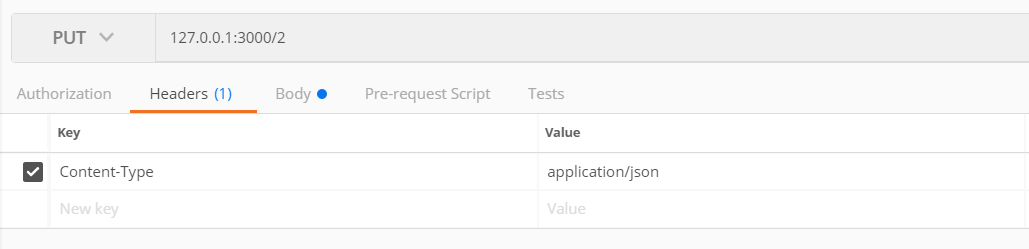 PUT 127.0.0.1:3000/2
Authorization Headers (1) Body Pre-request Script Tests
Key Value
Content-Type application/json
New key Value